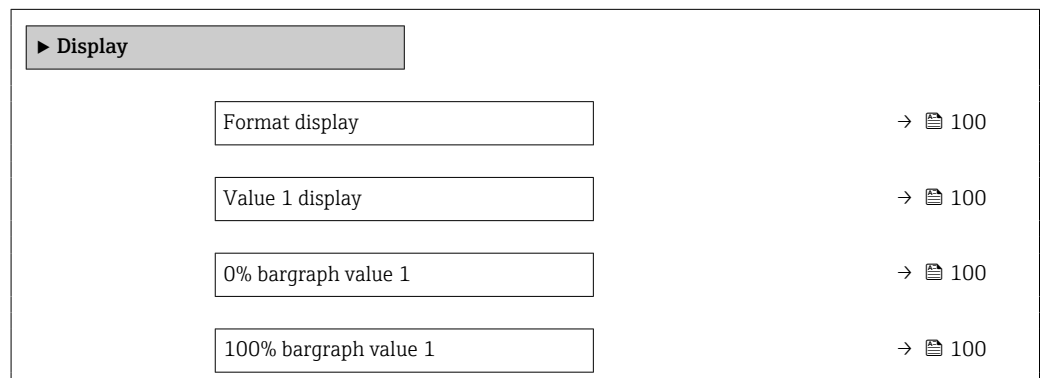 ▶ Display
Format display → 100
Value 1 display → 100
0% bargraph value 1 → 100
100% bargraph value 1 → 100